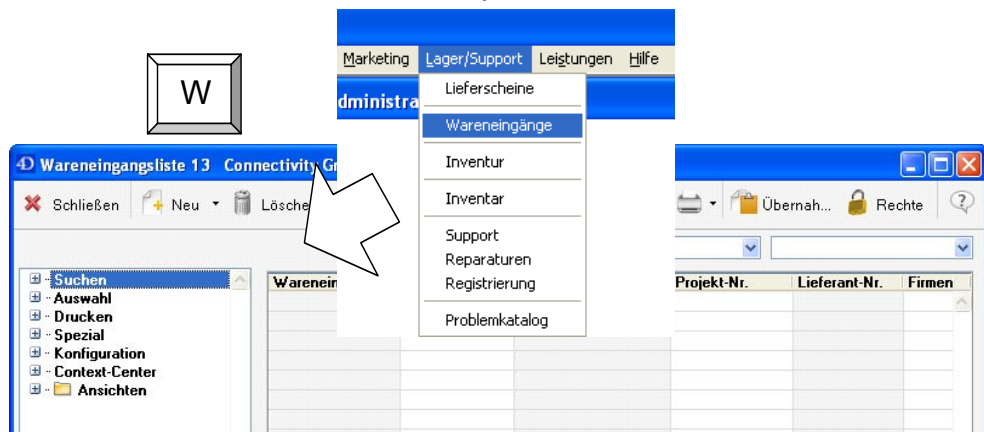 Marketing Lager/Support Leistungen Hilfe
W
Lieferscheine
dministra
Wareneingänge
Inventur
Inventar
Support
Reparaturen
Registrierung
Problemkatalog
Wareneingangsliste 13 Connectivity Gr
Schließen Neu Lösche
Übernah... Rechte
Suchen
Auswahl
Drucken
Spezial
Konfiguration
Context-Center
Ansichten
Warenein Projekt-Nr. Lieferant-Nr. Firmen